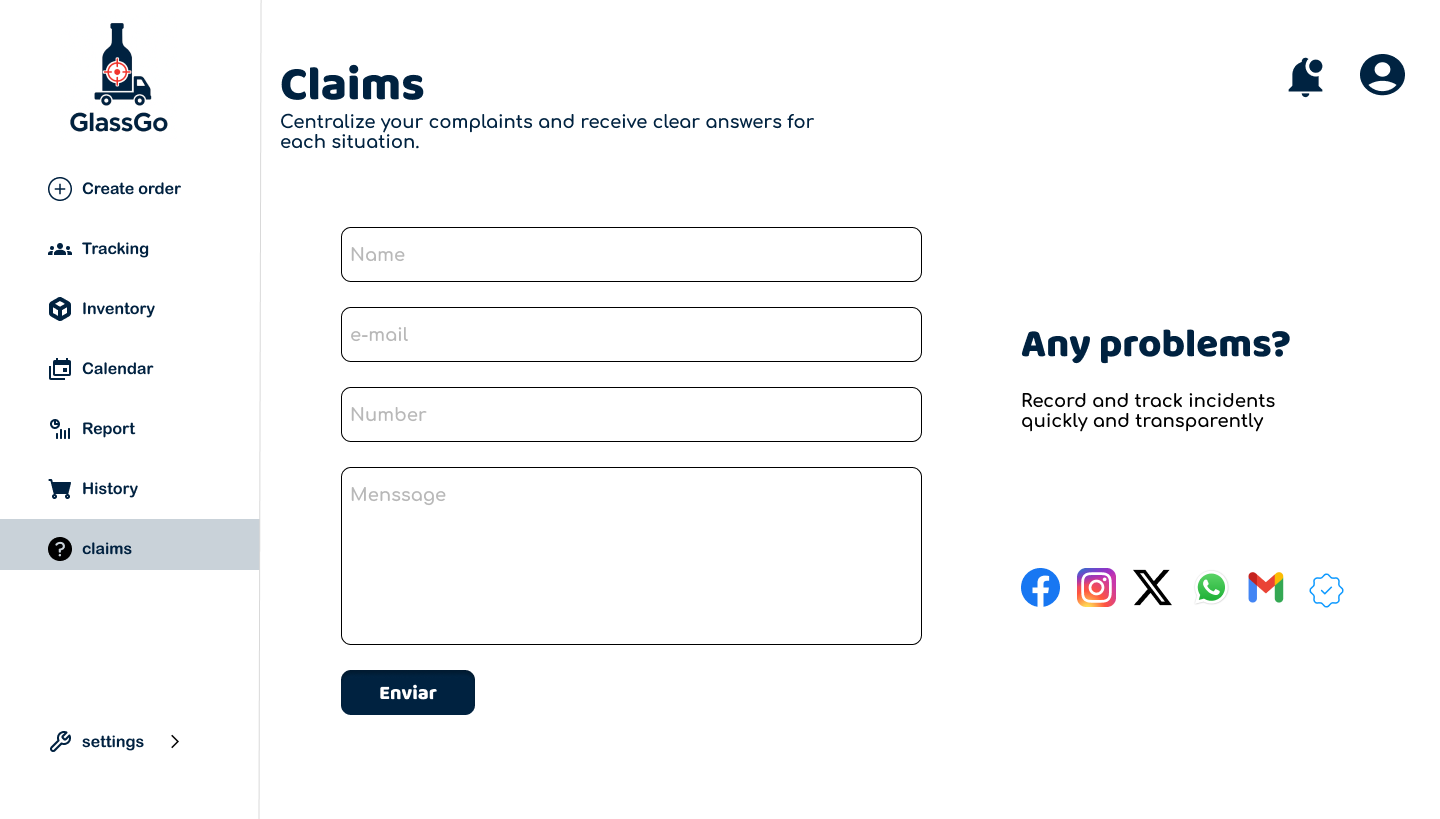 GlassGo
Create order
Tracking
Inventory
Calendar
Report
History
? claims
settings
Claims
Centralize your complaints and receive clear answers for
each situation.
Name
e-mail
Number
Menssage
Enviar
Any problems?
Record and track incidents
quickly and transparently